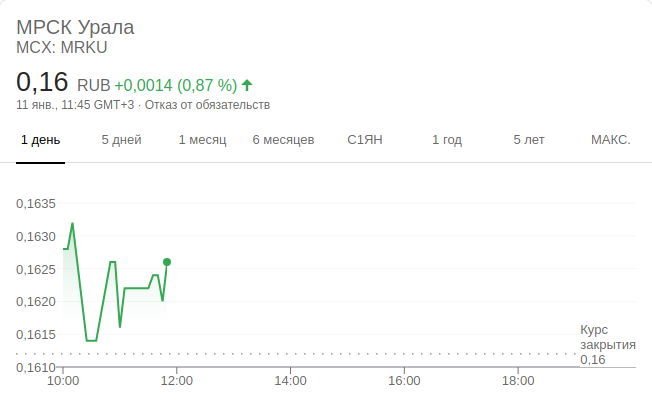 МРСК Урала
MCX: MRKU
0,16 RUB +0,0014 (0,87 %)
11 янв., 11:45 GMT+3 · Отказ от обязательств
1 день 5 дней 1 месяц 6 месяцев С1ЯН 1 год 5 лет МАКС.
0,1635
0,1630
0,1625
0,1620
0,1615
0,1610
Курс
закрытия
0,16
10:00 12:00 14:00 16:00 18:00